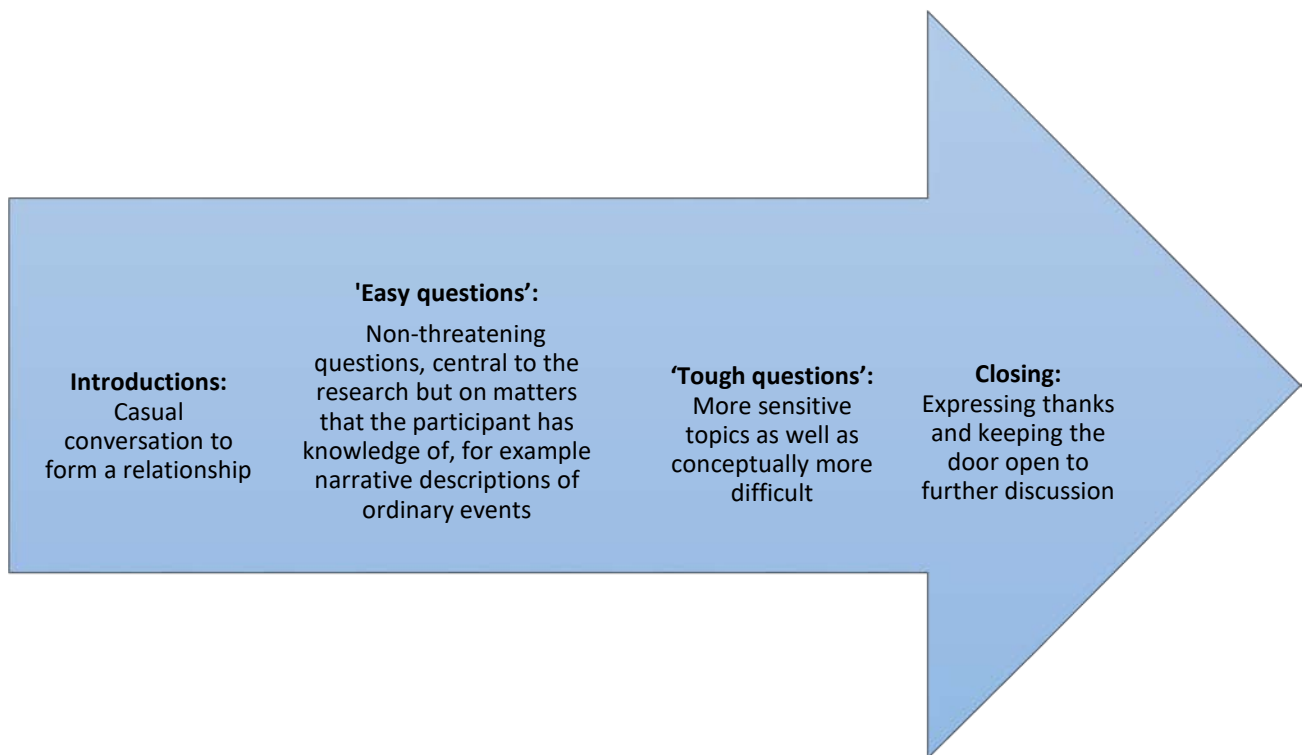 Introductions:
Casual
conversation to
form a relationship
'Easy questions’:
Non-threatening
questions, central to the
research but on matters
that the participant has
knowledge of, for example
narrative descriptions of
ordinary events
‘Tough questions’:
More sensitive
topics as well as
conceptually more
difficult
Closing:
Expressing thanks
and keeping the
door open to
further discussion